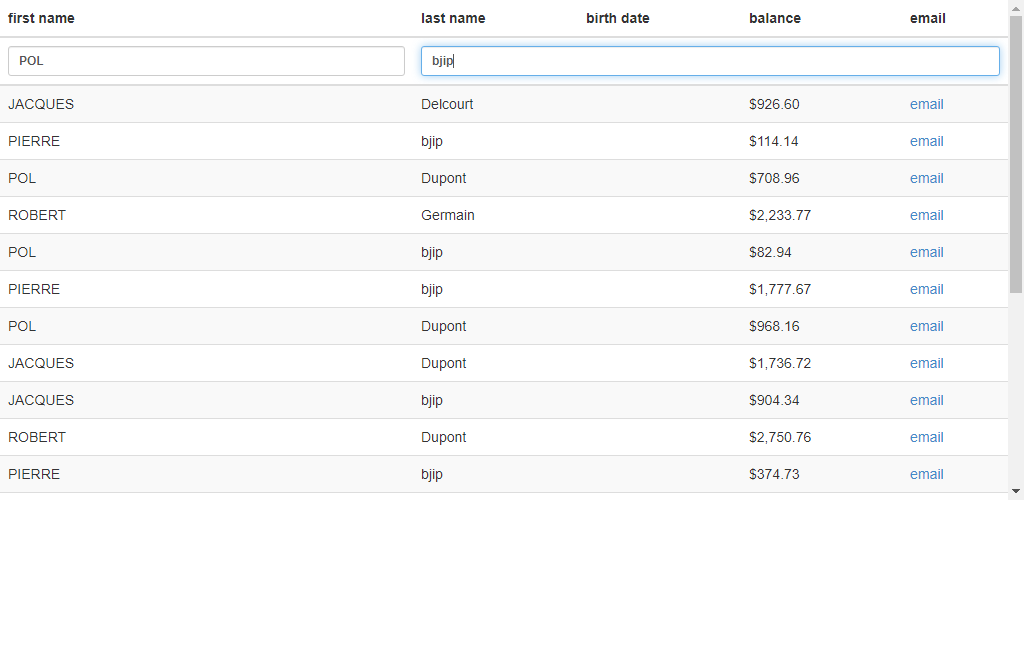 first name last name birth date balance email
POL bjip
JACQUES Delcourt $926.60 email
PIERRE bjip $114.14 email
POL Dupont $708.96 email
ROBERT Germain $2,233.77 email
POL bjip $82.94 email
PIERRE bjip $1,777.67 email
POL Dupont $968.16 email
JACQUES Dupont $1,736.72 email
JACQUES bjip $904.34 email
ROBERT Dupont $2,750.76 email
PIERRE bjip $374.73 email